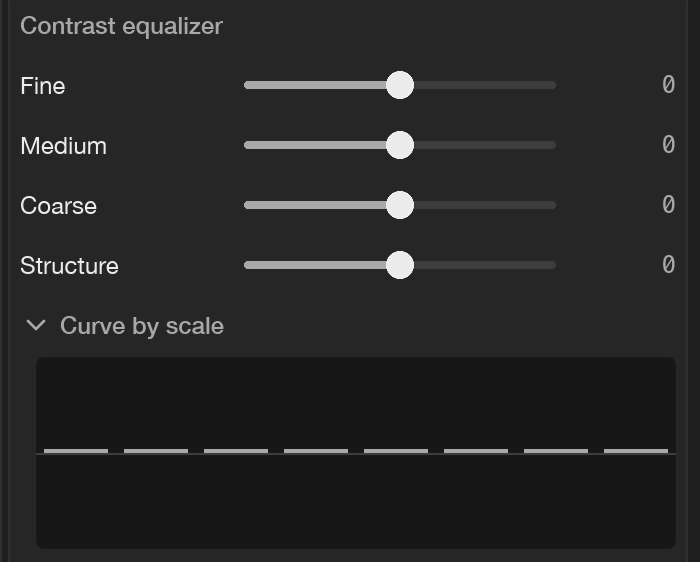 Contrast equalizer
Fine 0
Medium 0
Coarse 0
Structure 0
Curve by scale